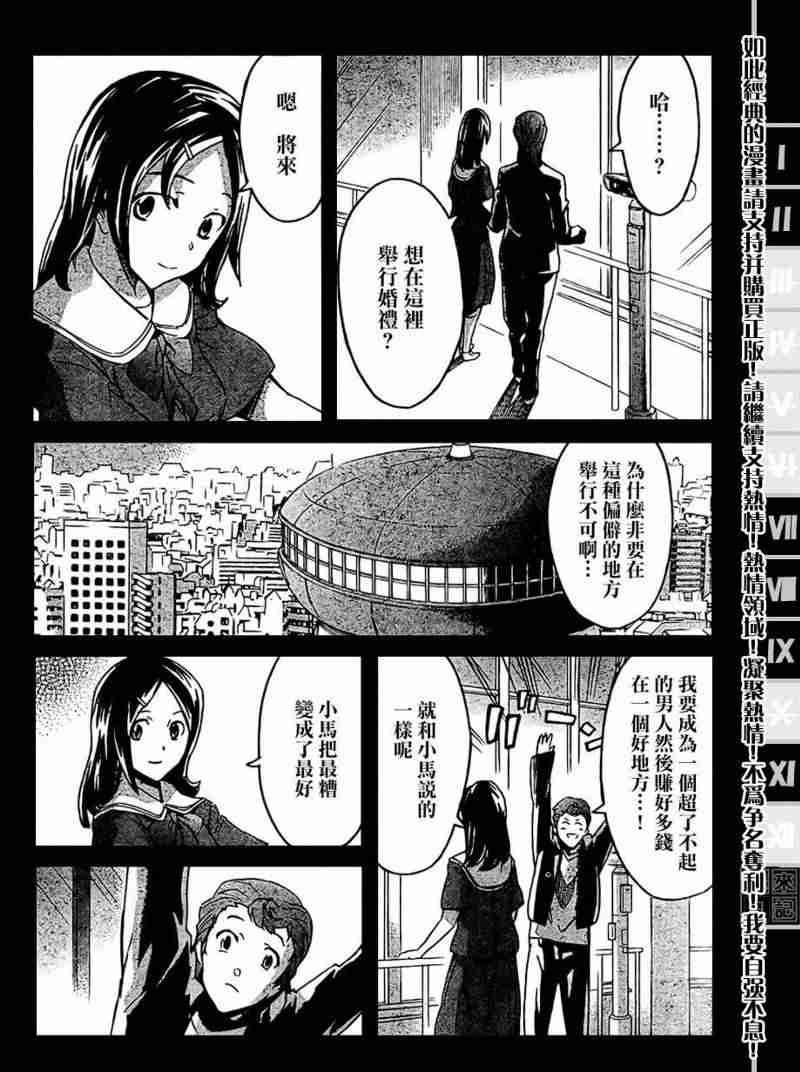 哈……？
想在這裡
舉行婚禮？
嗯 將來
為什麼非要在
這種偏僻的地方
舉行不可啊…
我要成為一個超了不起
的男人然後賺好多錢
在一個好地方…！
就和小馬說的
一樣呢
小馬把最糟
變成了最好
如此經典的漫畫請支持并購買正版！請繼續支持熱情！熱情領域！凝聚熱情！不爲争名奪利！我要自强不息！
I
II
III
VII
VIII
IX
XI
來記